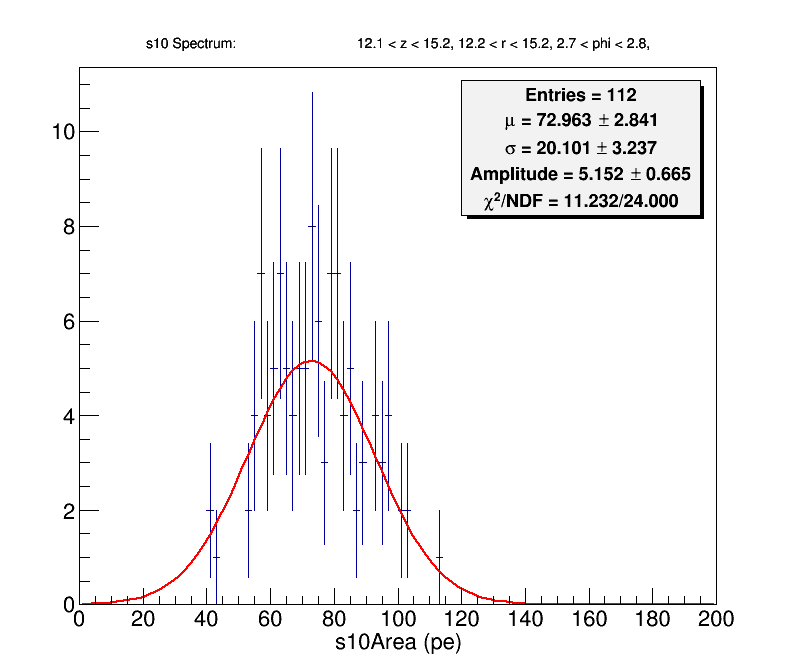 s10 Spectrum: 12.1 < z < 15.2, 12.2 < r < 15.2, 2.7 < phi < 2.8,
Entries = 112
μ = 72.963 ± 2.841
σ = 20.101 ± 3.237
Amplitude = 5.152 ± 0.665
χ²/NDF = 11.232/24.000
10
8
6
4
2
0
0 20 40 60 80 100 120 140 160 180 200
s10Area (pe)